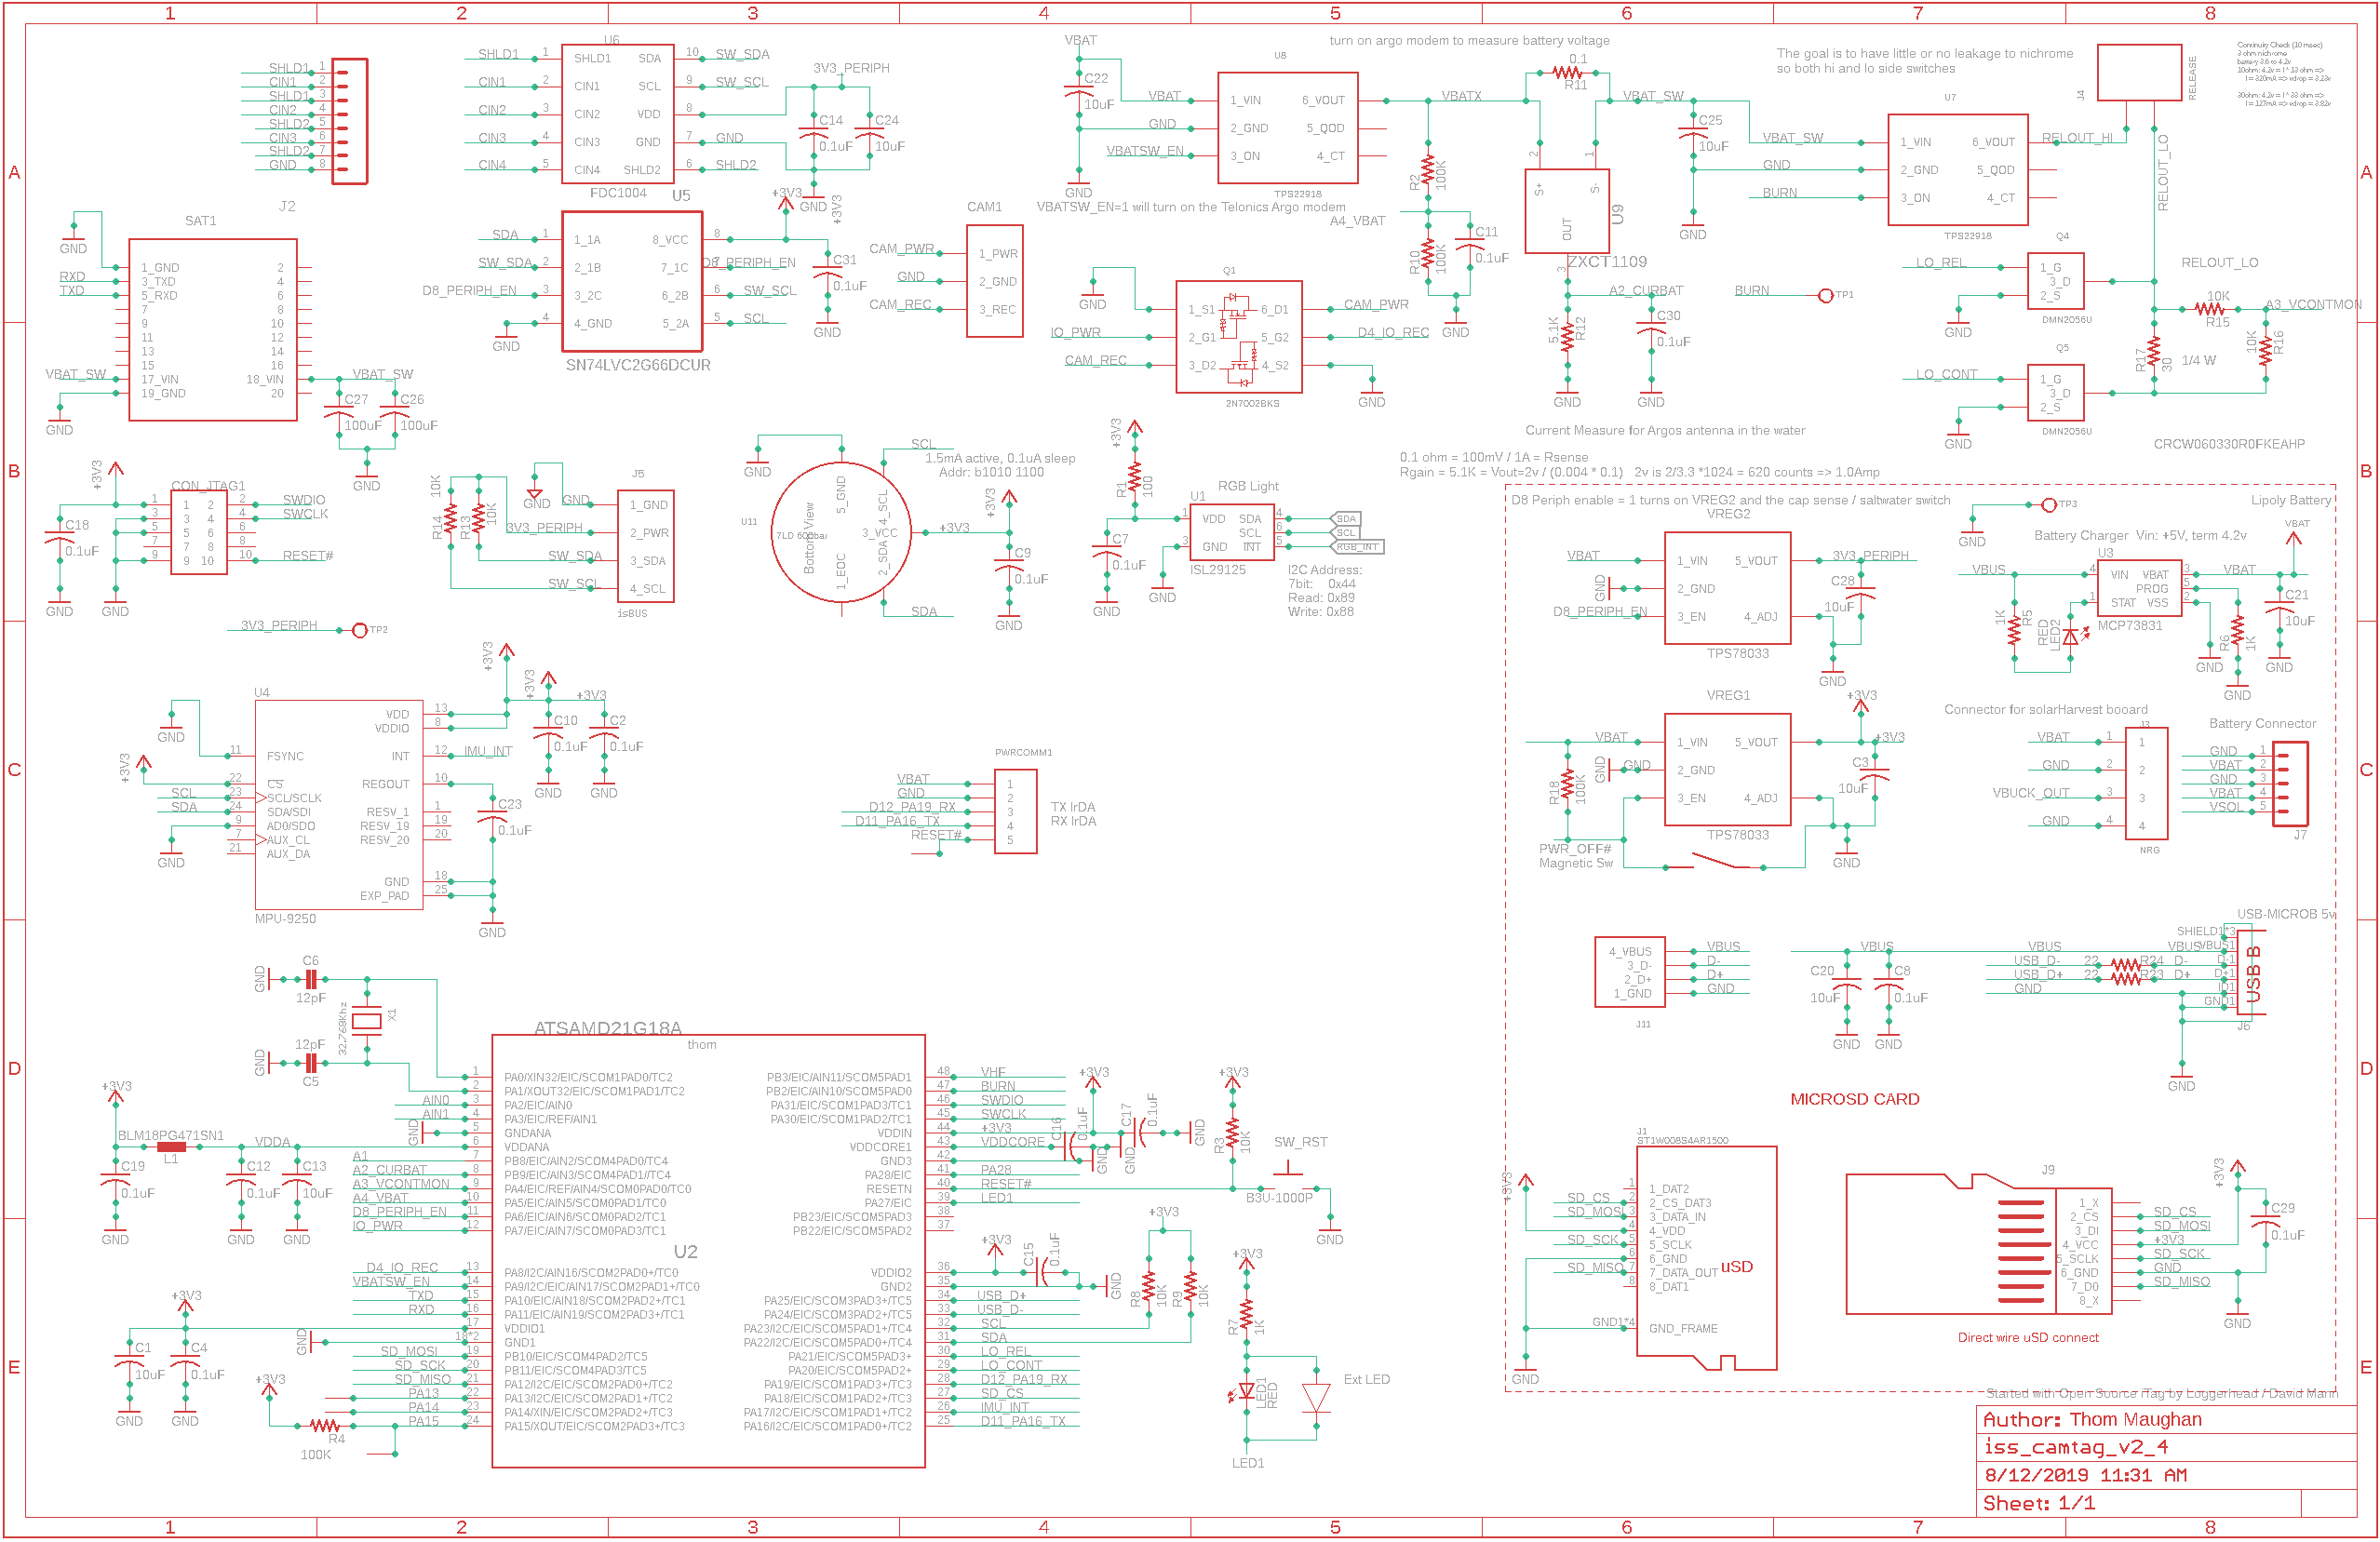 1 2 3 4 5 6 7 8
A
B
C
D
E
SHLD1 1
CIN1 2
SHLD1 3
CIN2 4
SHLD2 5
CIN3 6
SHLD2 7
GND 8
J2
U6
SHLD1 1 SHLD1 SDA 10 SW_SDA
CIN1 2 CIN1 SCL 9 SW_SCL
CIN2 3 CIN2 VDD 8
CIN3 4 CIN3 GND 7 GND
CIN4 5 CIN4 SHLD2 6 SHLD2
FDC1004
3V3_PERIPH
C14 0.1uF
C24 10uF
GND
VBAT
C22
10uF
GND
U8
VBAT 1_VIN 6_VOUT VBATX
GND 2_GND 5_QOD
VBATSW_EN 3_ON 4_CT
TPS22918
turn on argo modem to measure battery voltage
VBATSW_EN=1 will turn on the Telonics Argo modem
0.1
R11
VBAT_SW
R2 100K
A4_VBAT
R10 100K
C11
0.1uF
GND
2 1
S+ S-
OUT
U9
3
ZXCT1109
A2_CURBAT
5.1K R12
C30
0.1uF
GND GND
C25
10uF
GND
The goal is to have little or no leakage to nichrome
so both hi and lo side switches
U7
VBAT_SW 1_VIN 6_VOUT RELOUT_HI
GND 2_GND 5_QOD
BURN 3_ON 4_CT
TPS22918
J4
RELEASE
RELOUT_LO
Continuity Check (10 msec)
3 ohm nichrome
battery 3.6 to 4.2v
10ohm: 4.2v = I * 13 ohm =>
I = 320mA => vdrop = 3.23v
30ohm: 4.2v = I * 33 ohm =>
I = 127mA => vdrop = 3.82v
BURN TP1
Q4
LO_REL 1_G
3_D
2_S
GND
DMN2056U
RELOUT_LO
10K
R15
A3_VCONTMON
R17 30 1/4 W
10K R16
Q5
LO_CONT 1_G
3_D
2_S
GND
DMN2056U
CRCW060330R0FKEAHP
SAT1
GND
1_GND 2
RXD 3_TXD 4
TXD 5_RXD 6
7 8
9 10
11 12
13 14
15 16
VBAT_SW 17_VIN 18_VIN VBAT_SW
19_GND 20
GND
C27 100uF
C26 100uF
GND
U5
SDA 1 1_1A 8_VCC 8
SW_SDA 2 2_1B 7_1C 7 D8_PERIPH_EN
D8_PERIPH_EN 3 3_2C 6_2B 6 SW_SCL
4 4_GND 5_2A 5 SCL
GND
SN74LVC2G66DCUR
+3V3
+3V3
C31
0.1uF
GND
CAM1
CAM_PWR 1_PWR
GND 2_GND
CAM_REC 3_REC
Q1
GND
1_S1 6_D1 CAM_PWR
IO_PWR 2_G1 5_G2 D4_IO_REC
CAM_REC 3_D2 4_S2
GND
2N7002BKS
Current Measure for Argos antenna in the water
0.1 ohm = 100mV / 1A = Rsense
Rgain = 5.1K = Vout=2v / (0.004 * 0.1) 2v is 2/3.3 *1024 = 620 counts => 1.0Amp
+3V3
CON_JTAG1
1 1 2 2 SWDIO
3 3 4 4 SWCLK
5 5 6 6
7 7 8 8
9 9 10 10 RESET#
C18
0.1uF
GND GND
10K
R14
R13
10K
GND
J5
GND 1_GND
3V3_PERIPH 2_PWR
SW_SDA 3_SDA
SW_SCL 4_SCL
isBUS
GND
SCL
1.5mA active, 0.1uA sleep
Addr: b1010 1100
U11
7LD 600bar
Bottom View
5_GND
4_SCL
3_VCC
2_SDA
1_EOC
+3V3
+3V3
C9
0.1uF
GND
SDA
+3V3
R1 100
C7
0.1uF
GND
U1
RGB Light
1 VDD SDA 4 SDA
SCL 6 SCL
3 GND INT 5 RGB_INT
ISL29125
GND
I2C Address:
7bit: 0x44
Read: 0x89
Write: 0x88
D8 Periph enable = 1 turns on VREG2 and the cap sense / saltwater switch
VREG2
VBAT 1_VIN 5_VOUT 3V3_PERIPH
GND 2_GND
D8_PERIPH_EN 3_EN 4_ADJ
TPS78033
C28
10uF
GND
TP3
GND
Lipoly Battery
VBAT
Battery Charger Vin: +5V, term 4.2v
U3
VBUS 4 VIN VBAT 3 VBAT
PROG 5
1 STAT VSS 2
MCP73831
1K R5
RED LED2
R6 1K
C21
10uF
GND GND
GND
3V3_PERIPH TP2
U4
+3V3
+3V3
+3V3
VDD 13
VDDIO 8
11 FSYNC INT 12 IMU_INT
GND
+3V3
22 CS REGOUT 10
SCL 23 SCL/SCLK
SDA 24 SDA/SDI RESV_1 1
9 AD0/SDO RESV_19 19
7 AUX_CL RESV_20 20
21 AUX_DA
GND
GND 18
EXP_PAD 25
MPU-9250
C10 0.1uF
C2 0.1uF
GND GND
C23
0.1uF
GND
PWRCOMM1
VBAT 1
GND 2
D12_PA19_RX 3 TX IrDA
D11_PA16_TX 4 RX IrDA
RESET# 5
VREG1
+3V3
VBAT 1_VIN 5_VOUT +3V3
GND GND 2_GND
3_EN 4_ADJ
TPS78033
R18 100K
C3
10uF
PWR_OFF#
Magnetic Sw
GND
Connector for solarHarvest booard
J3
VBAT 1 1
GND 2 2
VBUCK_OUT 3 3
GND 4 4
NRG
Battery Connector
GND 1
VBAT 2
GND 3
VBAT 4
VSOL 5
J7
4_VBUS VBUS
3_D- D-
2_D+ D+
1_GND GND
J11
VBUS
C20 10uF
C8 0.1uF
GND GND
USB-MICROB 5v
SHIELD1*3
VBUS VBUS VBUS1
USB_D- 22 R24 D- D-1
USB_D+ 22 R23 D+ D+1
GND ID1
GND1
USB B
J6
GND
GND C6
12pF
32.768Khz
X1
GND 12pF
C5
ATSAMD21G18A
thom
1 PA0/XIN32/EIC/SCOM1PAD0/TC2 PB3/EIC/AIN11/SCOM5PAD1 48 VHF
2 PA1/XOUT32/EIC/SCOM1PAD1/TC2 PB2/EIC/AIN10/SCOM5PAD0 47 BURN
AIN0 3 PA2/EIC/AIN0 PA31/EIC/SCOM1PAD3/TC1 46 SWDIO
AIN1 4 PA3/EIC/REF/AIN1 PA30/EIC/SCOM1PAD2/TC1 45 SWCLK
GND 5 GNDANA VDDIN 44 +3V3
6 VDDANA VDDCORE1 43 VDDCORE
A1 7 PB8/EIC/AIN2/SCOM4PAD0/TC4 GND3 42
A2_CURBAT 8 PB9/EIC/AIN3/SCOM4PAD1/TC4 PA28/EIC 41 PA28
A3_VCONTMON 9 PA4/EIC/REF/AIN4/SCOM0PAD0/TC0 RESETN 40 RESET#
A4_VBAT 10 PA5/EIC/AIN5/SCOM0PAD1/TC0 PA27/EIC 39 LED1
D8_PERIPH_EN 11 PA6/EIC/AIN6/SCOM0PAD2/TC1 PB23/EIC/SCOM5PAD3 38
IO_PWR 12 PA7/EIC/AIN7/SCOM0PAD3/TC1 PB22/EIC/SCOM5PAD2 37
U2
D4_IO_REC 13 PA8/I2C/AIN16/SCOM2PAD0+/TC0 VDDIO2 36
VBATSW_EN 14 PA9/I2C/EIC/AIN17/SCOM2PAD1+/TC0 GND2 35
TXD 15 PA10/EIC/AIN18/SCOM2PAD2+/TC1 PA25/EIC/SCOM3PAD3+/TC5 34 USB_D+
RXD 16 PA11/EIC/AIN19/SCOM2PAD3+/TC1 PA24/EIC/SCOM3PAD2+/TC5 33 USB_D-
17 VDDIO1 PA23/I2C/EIC/SCOM5PAD1+/TC4 32 SCL
GND 18*2 GND1 PA22/I2C/EIC/SCOM5PAD0+/TC4 31 SDA
SD_MOSI 19 PB10/EIC/SCOM4PAD2/TC5 PA21/EIC/SCOM5PAD3+ 30 LO_REL
SD_SCK 20 PB11/EIC/SCOM4PAD3/TC5 PA20/EIC/SCOM5PAD2+ 29 LO_CONT
SD_MISO 21 PA12/I2C/EIC/SCOM2PAD0+/TC2 PA19/EIC/SCOM1PAD3+/TC3 28 D12_PA19_RX
PA13 22 PA13/I2C/EIC/SCOM2PAD1+/TC2 PA18/EIC/SCOM1PAD2+/TC3 27 SD_CS
PA14 23 PA14/XIN/EIC/SCOM2PAD2+/TC3 PA17/I2C/EIC/SCOM1PAD1+/TC2 26 IMU_INT
PA15 24 PA15/XOUT/EIC/SCOM2PAD3+/TC3 PA16/I2C/EIC/SCOM1PAD0+/TC2 25 D11_PA16_TX
+3V3
BLM18PG471SN1
L1
VDDA
C19 0.1uF
C12 0.1uF
C13 10uF
GND GND GND
+3V3
C1 10uF
C4 0.1uF
GND GND
+3V3
R4
100K
+3V3
C16 0.1uF
C17 0.1uF
GND GND GND
+3V3
R3 10K
SW_RST
B3U-1000P
GND
+3V3
C15 0.1uF
GND
+3V3
R8 10K
R9 10K
+3V3
R7 1K
LED1 RED
Ext LED
LED1
MICROSD CARD
J1
ST1W008S4AR1500
+3V3
1 1_DAT2
SD_CS 2 2_CS_DAT3
SD_MOSI 3 3_DATA_IN
4 4_VDD
SD_SCK 5 5_SCLK
6 6_GND
SD_MISO 7 7_DATA_OUT
8 8_DAT1
uSD
GND1*4 GND_FRAME
GND
J9
+3V3
1_X
2_CS SD_CS
3_DI SD_MOSI
4_VCC +3V3
5_SCLK SD_SCK
6_GND GND
7_D0 SD_MISO
8_X
C29
0.1uF
GND
Direct wire uSD connect
Started with Open Source iTag by Loggerhead / David Mann
Author: Thom Maughan
iss_camtag_v2_4
8/12/2019 11:31 AM
Sheet: 1/1
1 2 3 4 5 6 7 8